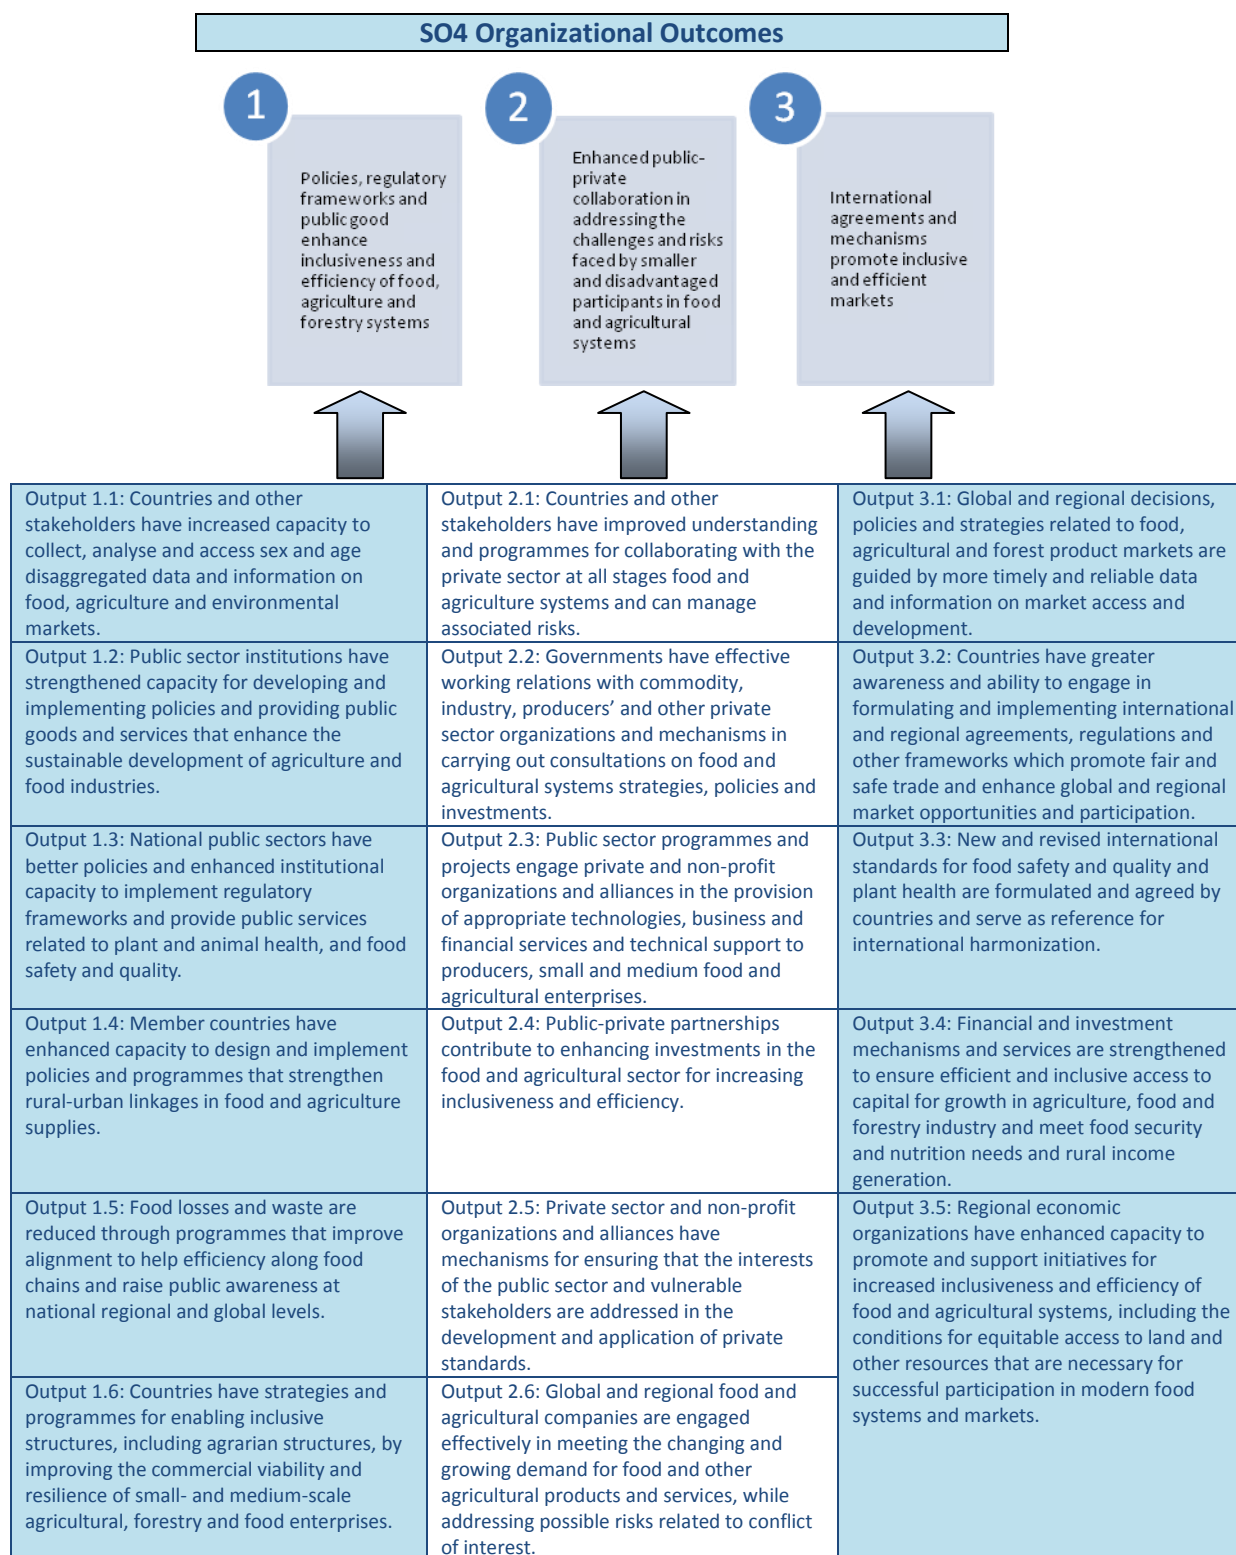 SO4 Organizational Outcomes
1
Policies, regulatory
frameworks and
public good
enhance
inclusiveness and
efficiency of food,
agriculture and
forestry systems
2
Enhanced public-
private
collaboration in
addressing the
challenges and risks
faced by smaller
and disadvantaged
participants in food
and agricultural
systems
3
International
agreements and
mechanisms
promote inclusive
and efficient
markets
Output 1.1: Countries and other
stakeholders have increased capacity to
collect, analyse and access sex and age
disaggregated data and information on
food, agriculture and environmental
markets.
Output 2.1: Countries and other
stakeholders have improved understanding
and programmes for collaborating with the
private sector at all stages food and
agriculture systems and can manage
associated risks.
Output 3.1: Global and regional decisions,
policies and strategies related to food,
agricultural and forest product markets are
guided by more timely and reliable data
and information on market access and
development.
Output 1.2: Public sector institutions have
strengthened capacity for developing and
implementing policies and providing public
goods and services that enhance the
sustainable development of agriculture and
food industries.
Output 2.2: Governments have effective
working relations with commodity,
industry, producers’ and other private
sector organizations and mechanisms in
carrying out consultations on food and
agricultural systems strategies, policies and
investments.
Output 3.2: Countries have greater
awareness and ability to engage in
formulating and implementing international
and regional agreements, regulations and
other frameworks which promote fair and
safe trade and enhance global and regional
market opportunities and participation.
Output 1.3: National public sectors have
better policies and enhanced institutional
capacity to implement regulatory
frameworks and provide public services
related to plant and animal health, and food
safety and quality.
Output 2.3: Public sector programmes and
projects engage private and non-profit
organizations and alliances in the provision
of appropriate technologies, business and
financial services and technical support to
producers, small and medium food and
agricultural enterprises.
Output 3.3: New and revised international
standards for food safety and quality and
plant health are formulated and agreed by
countries and serve as reference for
international harmonization.
Output 1.4: Member countries have
enhanced capacity to design and implement
policies and programmes that strengthen
rural-urban linkages in food and agriculture
supplies.
Output 2.4: Public-private partnerships
contribute to enhancing investments in the
food and agricultural sector for increasing
inclusiveness and efficiency.
Output 3.4: Financial and investment
mechanisms and services are strengthened
to ensure efficient and inclusive access to
capital for growth in agriculture, food and
forestry industry and meet food security
and nutrition needs and rural income
generation.
Output 1.5: Food losses and waste are
reduced through programmes that improve
alignment to help efficiency along food
chains and raise public awareness at
national regional and global levels.
Output 2.5: Private sector and non-profit
organizations and alliances have
mechanisms for ensuring that the interests
of the public sector and vulnerable
stakeholders are addressed in the
development and application of private
standards.
Output 3.5: Regional economic
organizations have enhanced capacity to
promote and support initiatives for
increased inclusiveness and efficiency of
food and agricultural systems, including the
conditions for equitable access to land and
other resources that are necessary for
successful participation in modern food
systems and markets.
Output 1.6: Countries have strategies and
programmes for enabling inclusive
structures, including agrarian structures, by
improving the commercial viability and
resilience of small- and medium-scale
agricultural, forestry and food enterprises.
Output 2.6: Global and regional food and
agricultural companies are engaged
effectively in meeting the changing and
growing demand for food and other
agricultural products and services, while
addressing possible risks related to conflict
of interest.